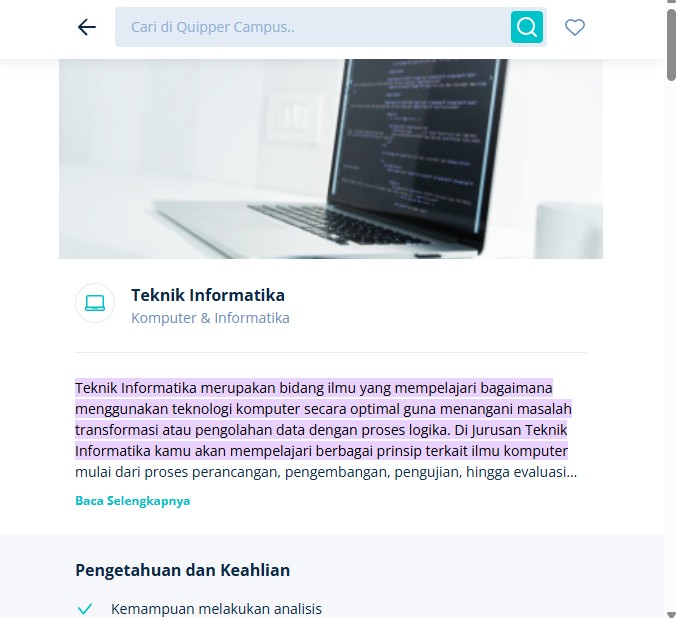 Cari di Quipper Campus..
Teknik Informatika
Komputer & Informatika
Teknik Informatika merupakan bidang ilmu yang mempelajari bagaimana
menggunakan teknologi komputer secara optimal guna menangani masalah
transformasi atau pengolahan data dengan proses logika. Di Jurusan Teknik
Informatika kamu akan mempelajari berbagai prinsip terkait ilmu komputer
mulai dari proses perancangan, pengembangan, pengujian, hingga evaluasi...
Baca Selengkapnya
Pengetahuan dan Keahlian
Kemampuan melakukan analisis